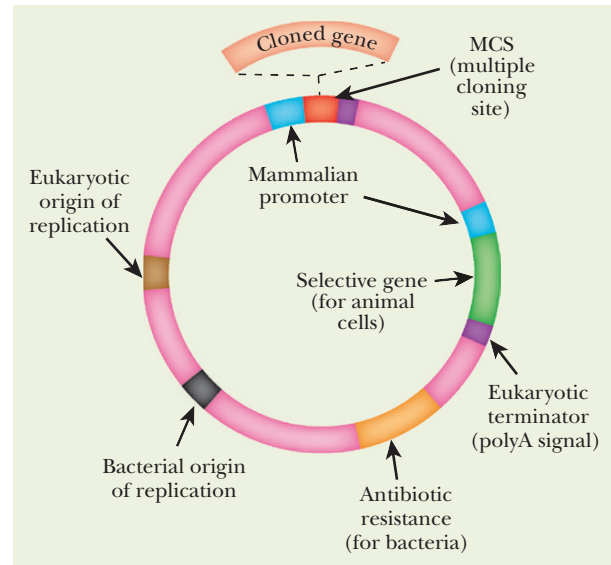 Cloned gene
MCS
(multiple
cloning
site)
Mammalian
promoter
Eukaryotic
origin of
replication
Selective gene
(for animal
cells)
Eukaryotic
terminator
(polyA signal)
Bacterial origin
of replication
Antibiotic
resistance
(for bacteria)